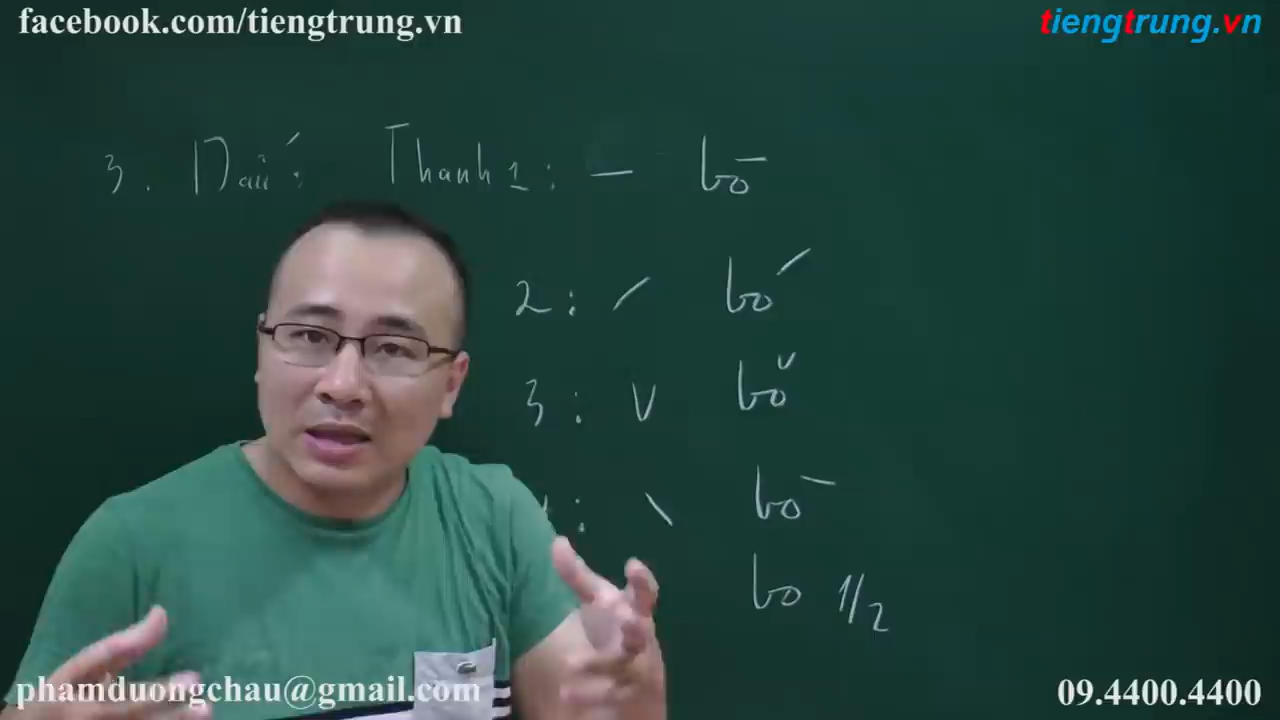 facebook.com/tiengtrung.vn
tiengtrung.vn
3. Dấu: Thanh 1: — bō
2: ˊ bó
3: ˇ bǒ
: ˋ bò
bo 1/2
phamduongchau@gmail.com
09.4400.4400